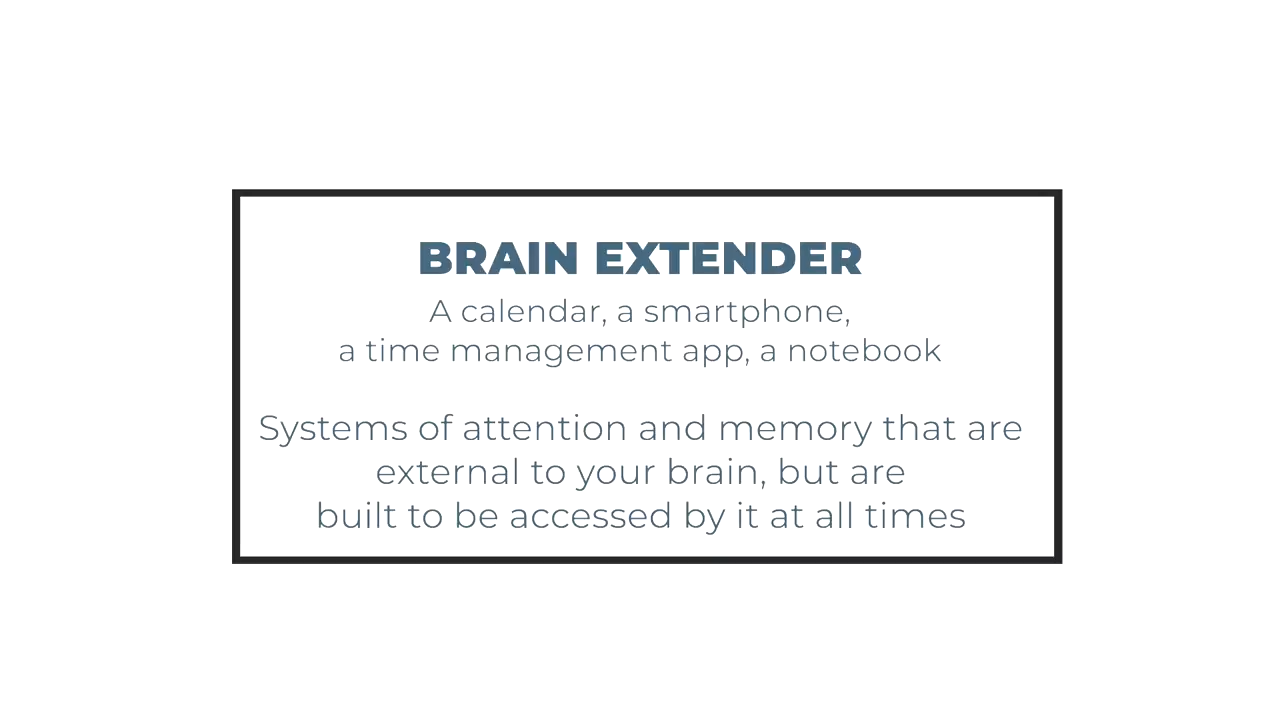 BRAIN EXTENDER
A calendar, a smartphone,
a time management app, a notebook
Systems of attention and memory that are
external to your brain, but are
built to be accessed by it at all times